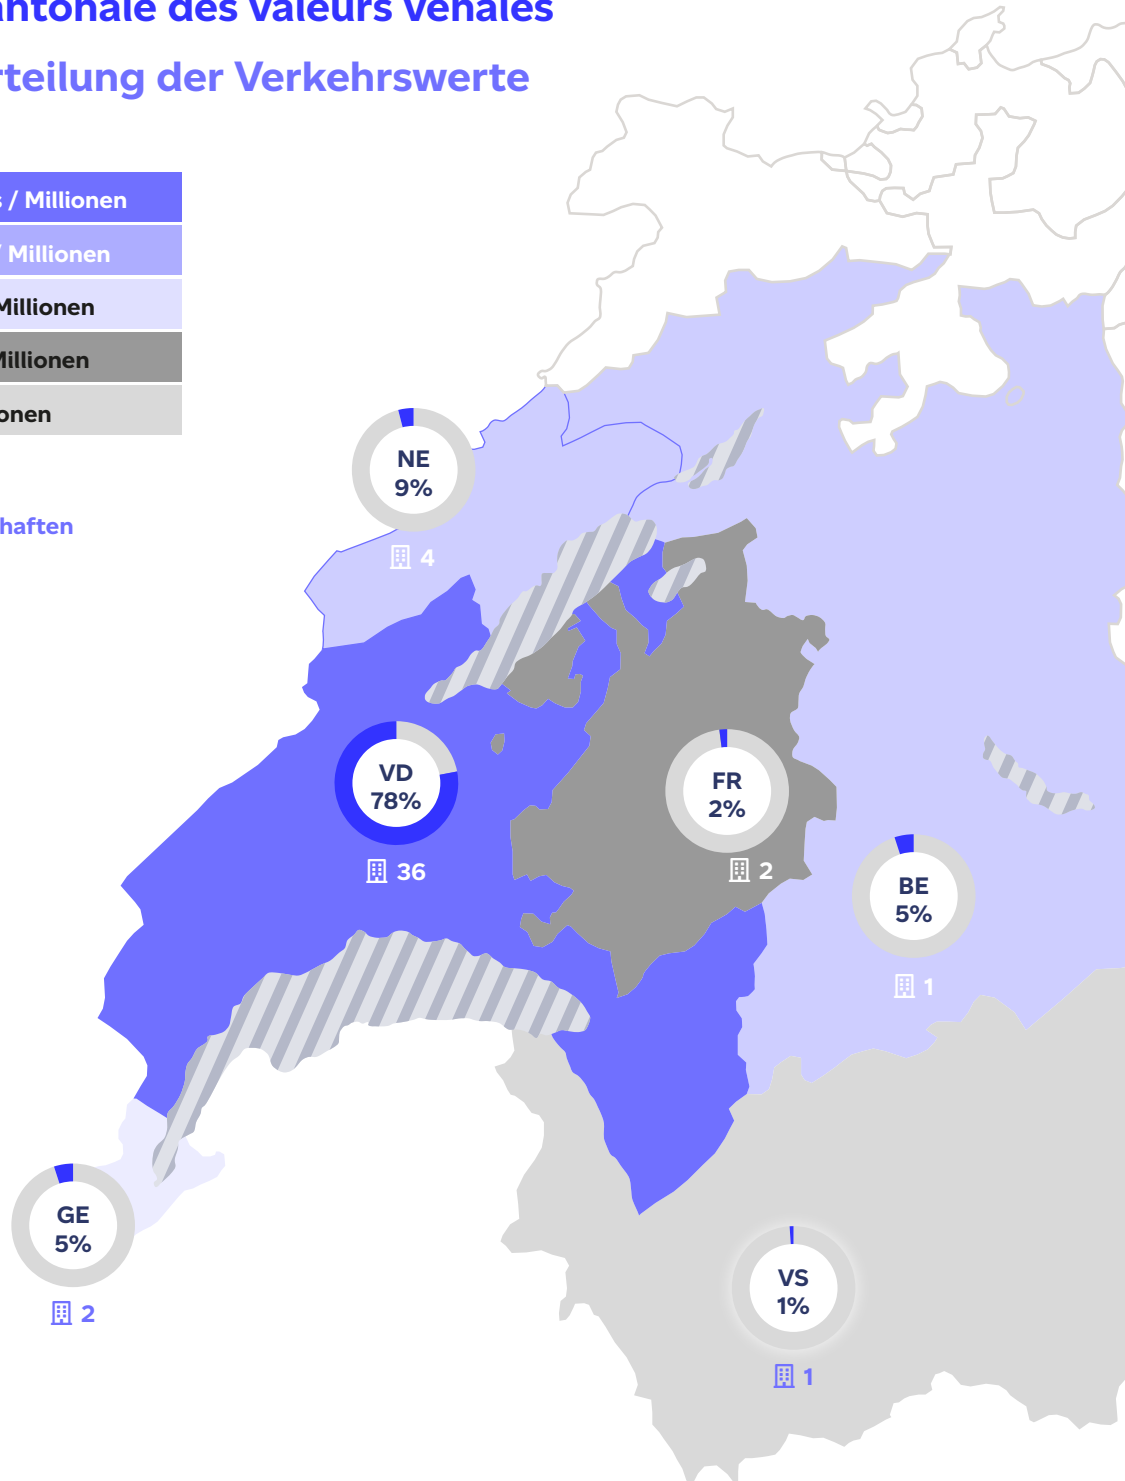 antonale des valeurs vénales
rteilung der Verkehrswerte
s / Millionen
/ Millionen
Millionen
Millionen
onen
haften
NE
9%
4
VD
78%
36
FR
2%
2
BE
5%
1
GE
5%
2
VS
1%
1